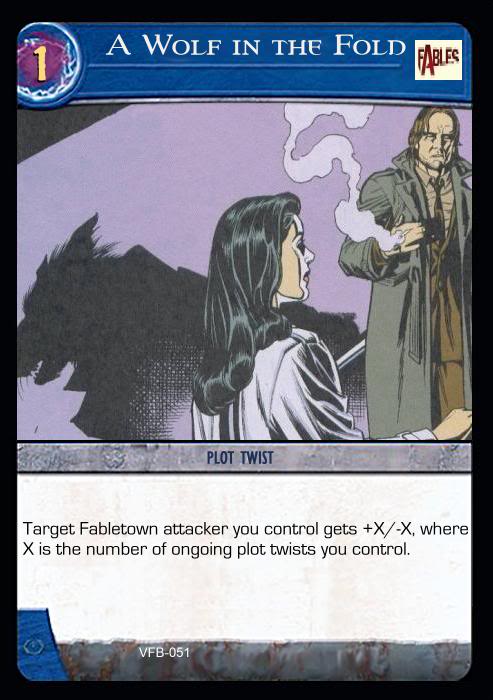 1
A Wolf in the Fold
FABLES
PLOT TWIST
Target Fabletown attacker you control gets +X/-X, where
X is the number of ongoing plot twists you control.
VFB-051